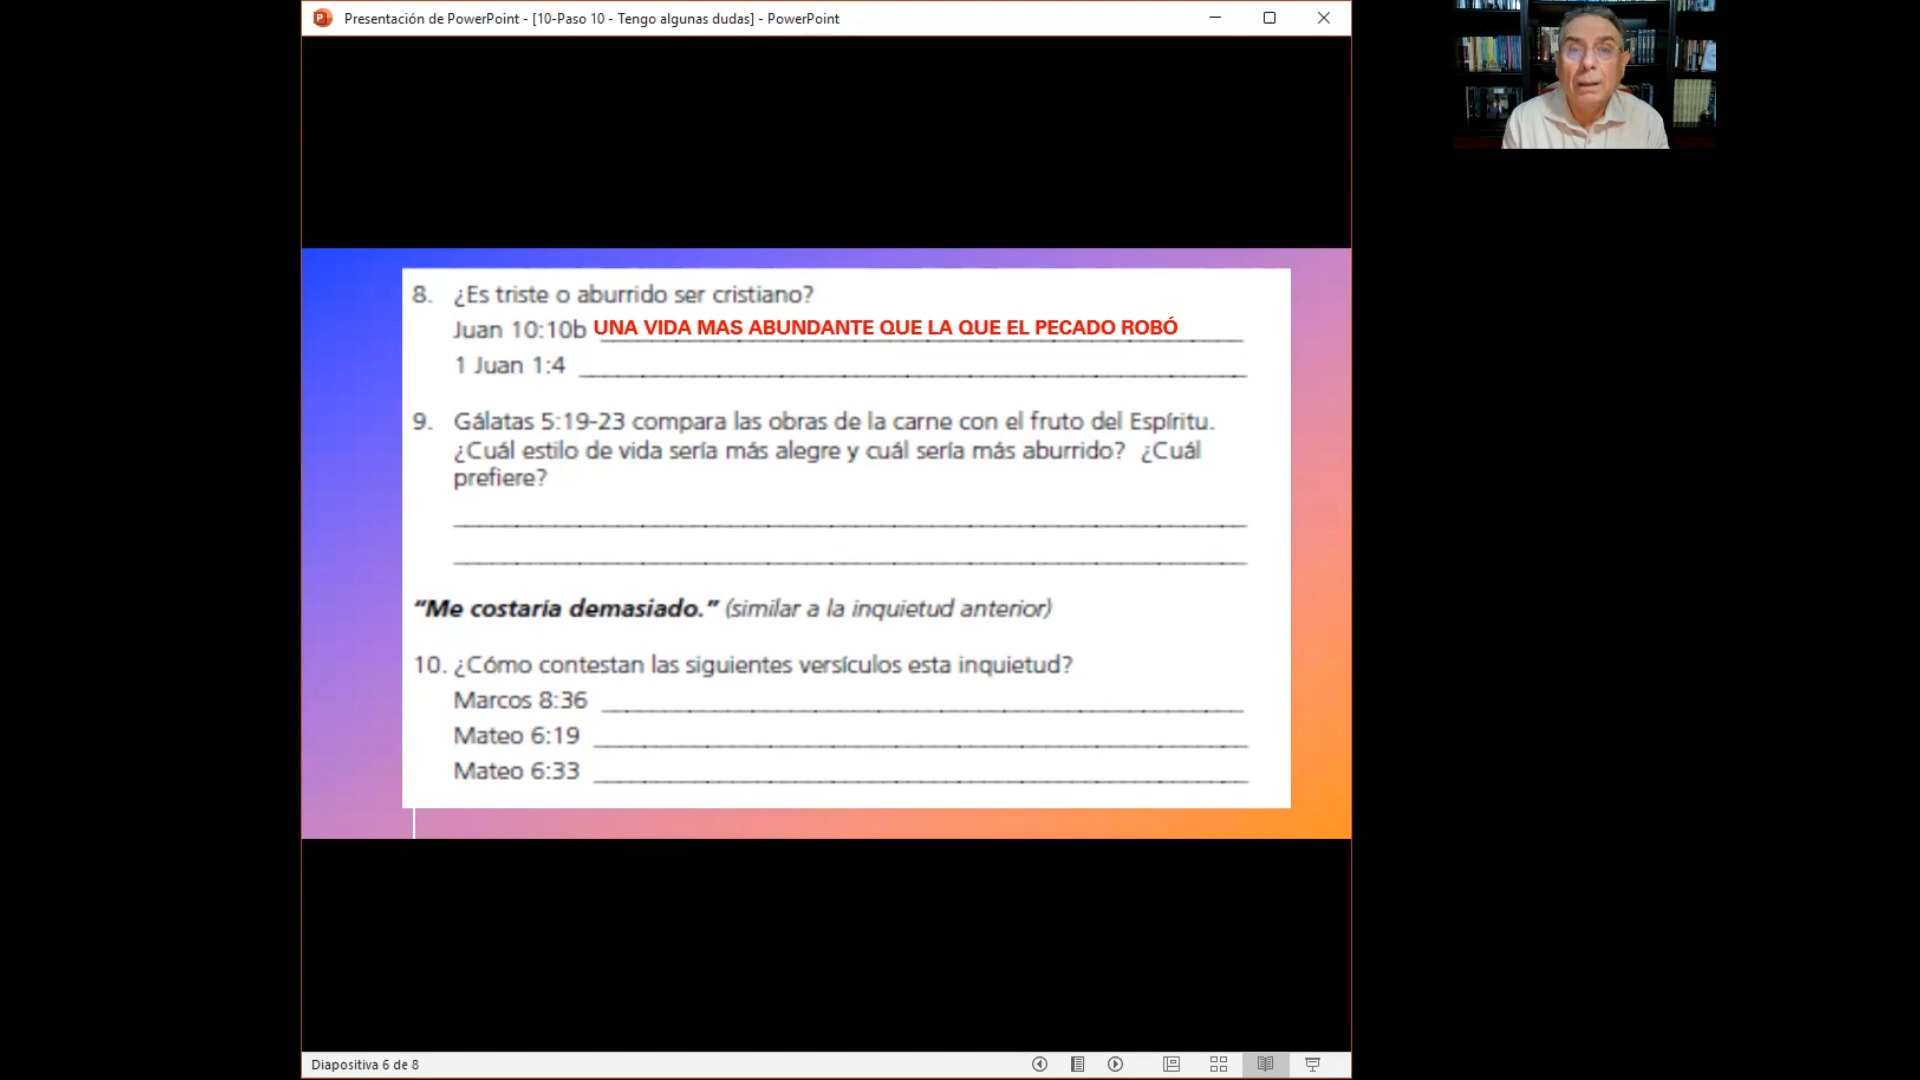 Presentación de PowerPoint - [10-Paso 10 - Tengo algunas dudas] - PowerPoint
8. ¿Es triste o aburrido ser cristiano?
Juan 10:10b UNA VIDA MAS ABUNDANTE QUE LA QUE EL PECADO ROBÓ
1 Juan 1:4
9. Gálatas 5:19-23 compara las obras de la carne con el fruto del Espíritu.
¿Cuál estilo de vida sería más alegre y cuál sería más aburrido? ¿Cuál
prefiere?
“Me costaría demasiado.” (similar a la inquietud anterior)
10. ¿Cómo contestan las siguientes versículos esta inquietud?
Marcos 8:36
Mateo 6:19
Mateo 6:33
Diapositiva 6 de 8